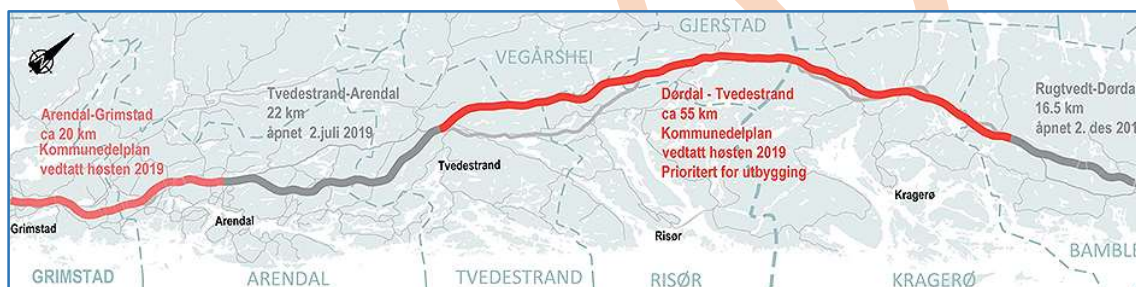 GJERSTAD
VEGÅRSHEI
Tvedestrand-Arendal
22 km
åpnet 2.juli 2019
Arendal-Grimstad
ca 20 km
Kommunedelplan
vedtatt høsten 2019
Dørdal - Tvedestrand
ca 55 km
Kommunedelplan
vedtatt høsten 2019
Prioritert for utbygging
Rugtvedt-Dørda
16.5 km
åpnet 2. des 201
Tvedestrand
Kragerø
Arendal
Grimstad
Risør
BAMBLE
GRIMSTAD
ARENDAL
TVEDESTRAND
RISØR
KRAGERØ